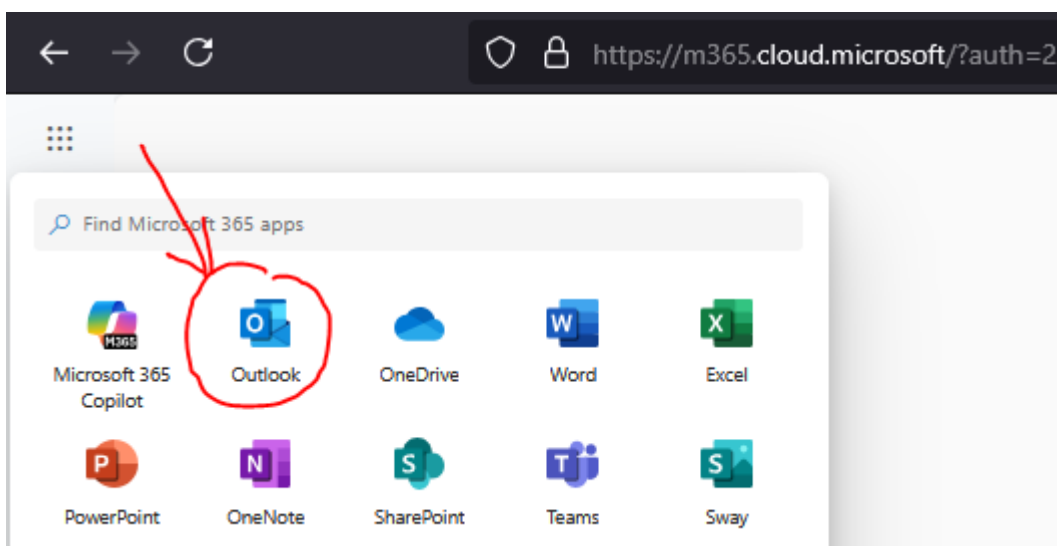 https://m365.cloud.microsoft/?auth=2
Find Microsoft 365 apps
M365
O
W
X
Microsoft 365
Copilot
Outlook
OneDrive
Word
Excel
P
N
S
T
S
PowerPoint
OneNote
SharePoint
Teams
Sway